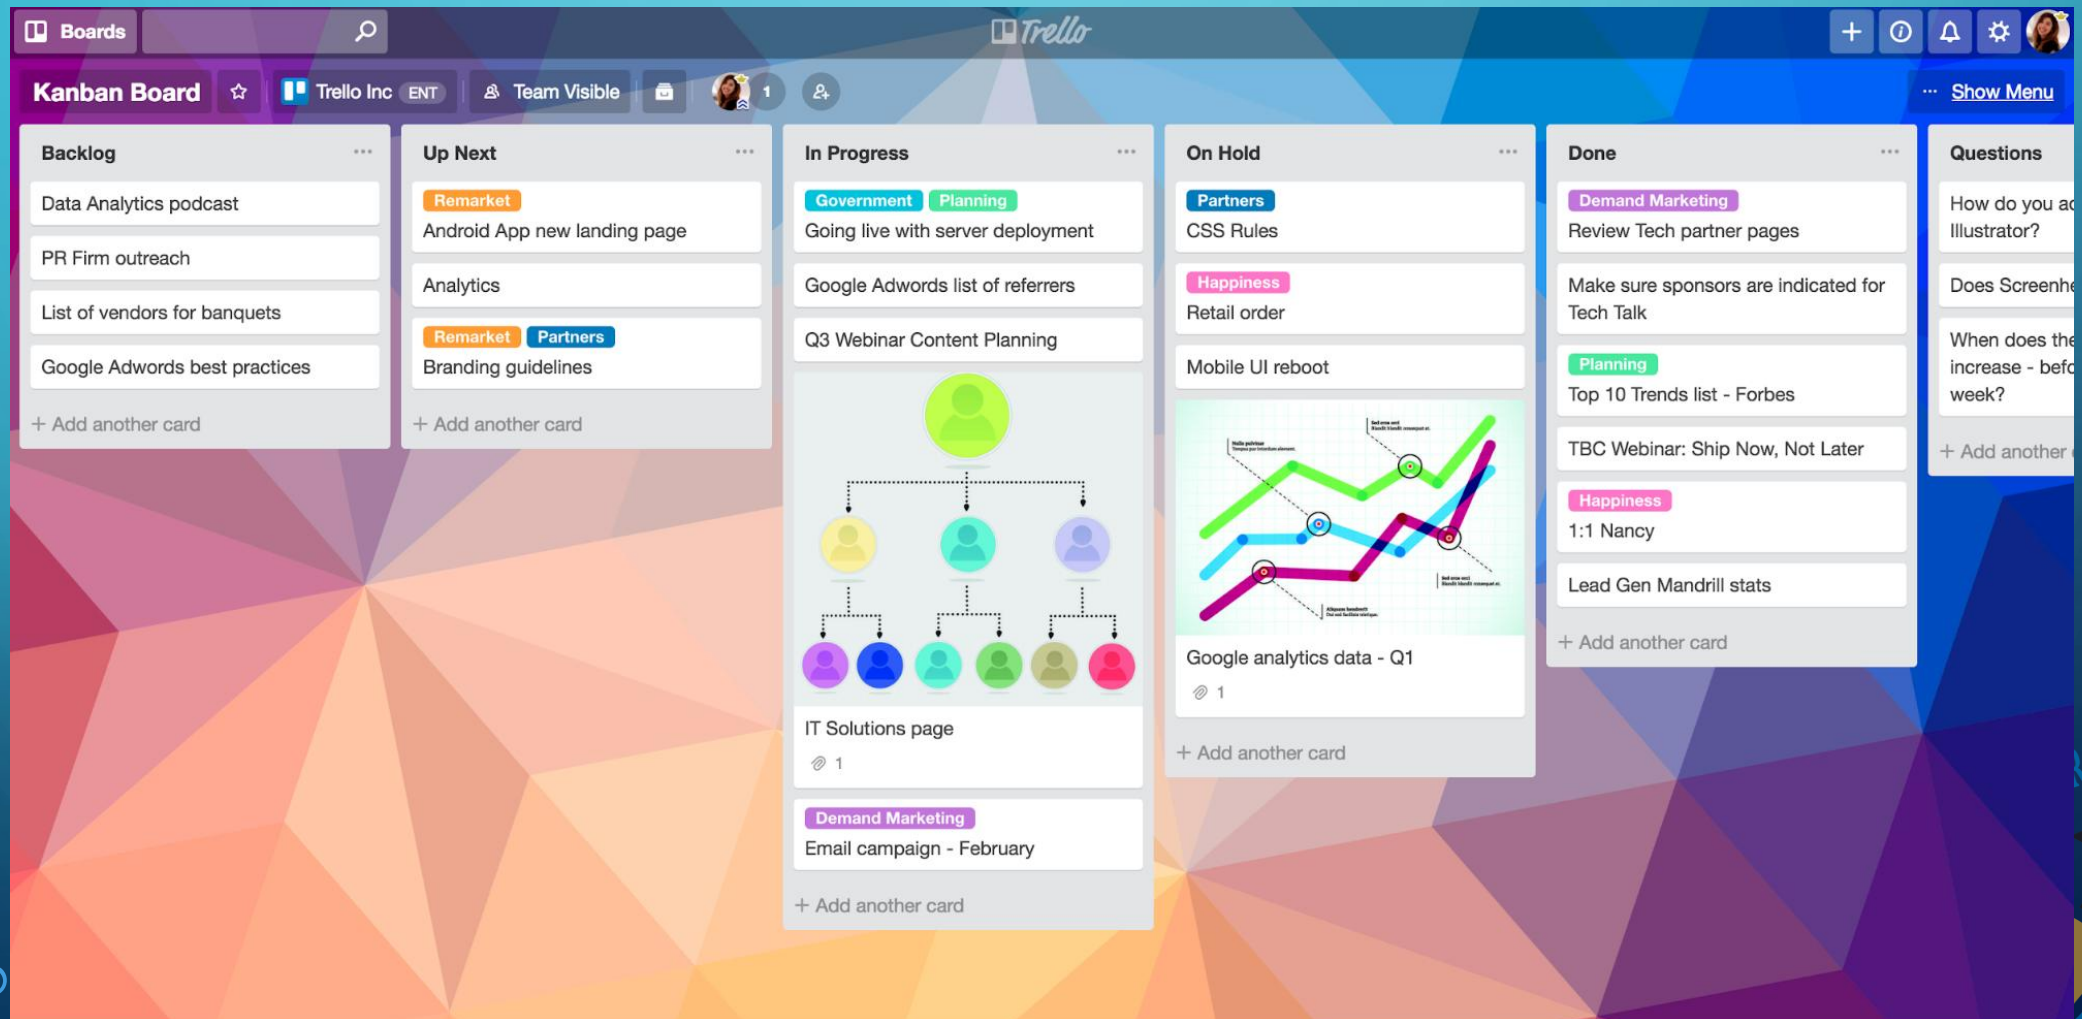 Boards
Trello
Kanban Board
Trello Inc ENT
Team Visible
1
... Show Menu
Backlog ...
Data Analytics podcast
PR Firm outreach
List of vendors for banquets
Google Adwords best practices
+ Add another card
Up Next ...
Remarket
Android App new landing page
Analytics
Remarket Partners
Branding guidelines
+ Add another card
In Progress ...
Government Planning
Going live with server deployment
Google Adwords list of referrers
Q3 Webinar Content Planning
IT Solutions page
1
Demand Marketing
Email campaign - February
+ Add another card
On Hold ...
Partners
CSS Rules
Happiness
Retail order
Mobile UI reboot
Google analytics data - Q1
1
+ Add another card
Done ...
Demand Marketing
Review Tech partner pages
Make sure sponsors are indicated for
Tech Talk
Planning
Top 10 Trends list - Forbes
TBC Webinar: Ship Now, Not Later
Happiness
1:1 Nancy
Lead Gen Mandrill stats
+ Add another card
Questions
How do you
Illustrator?
Does
When does the
increase -
week?
+ Add another